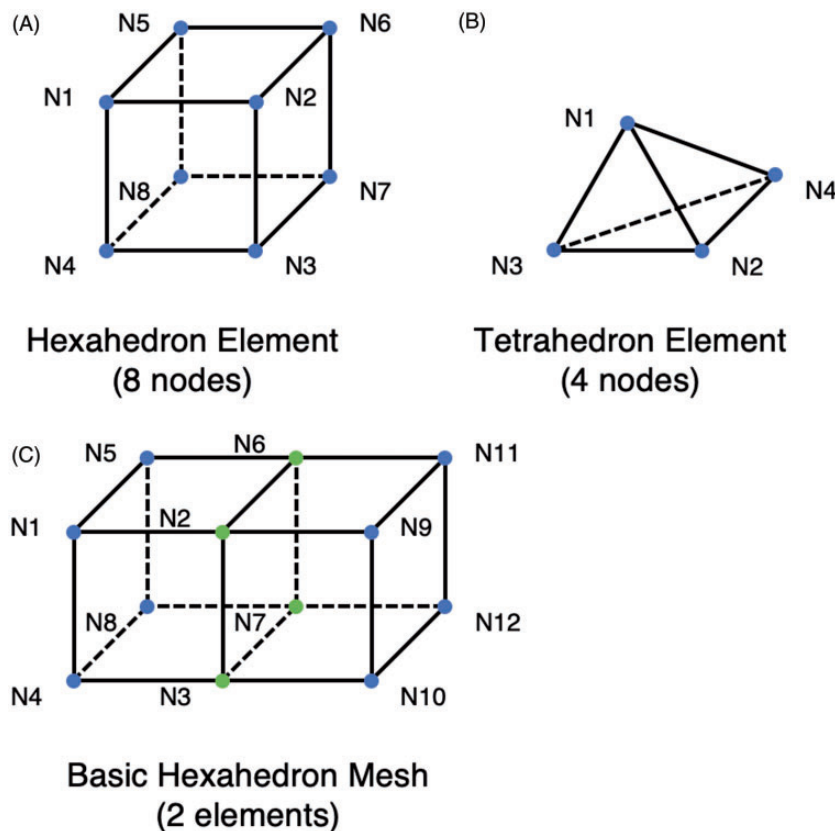 (A)
N5
N6
N1
N2
N8
N7
N4
N3
Hexahedron Element
(8 nodes)
(B)
N1
N4
N3
N2
Tetrahedron Element
(4 nodes)
(C)
N5
N6
N11
N1
N2
N9
N8
N7
N12
N4
N3
N10
Basic Hexahedron Mesh
(2 elements)